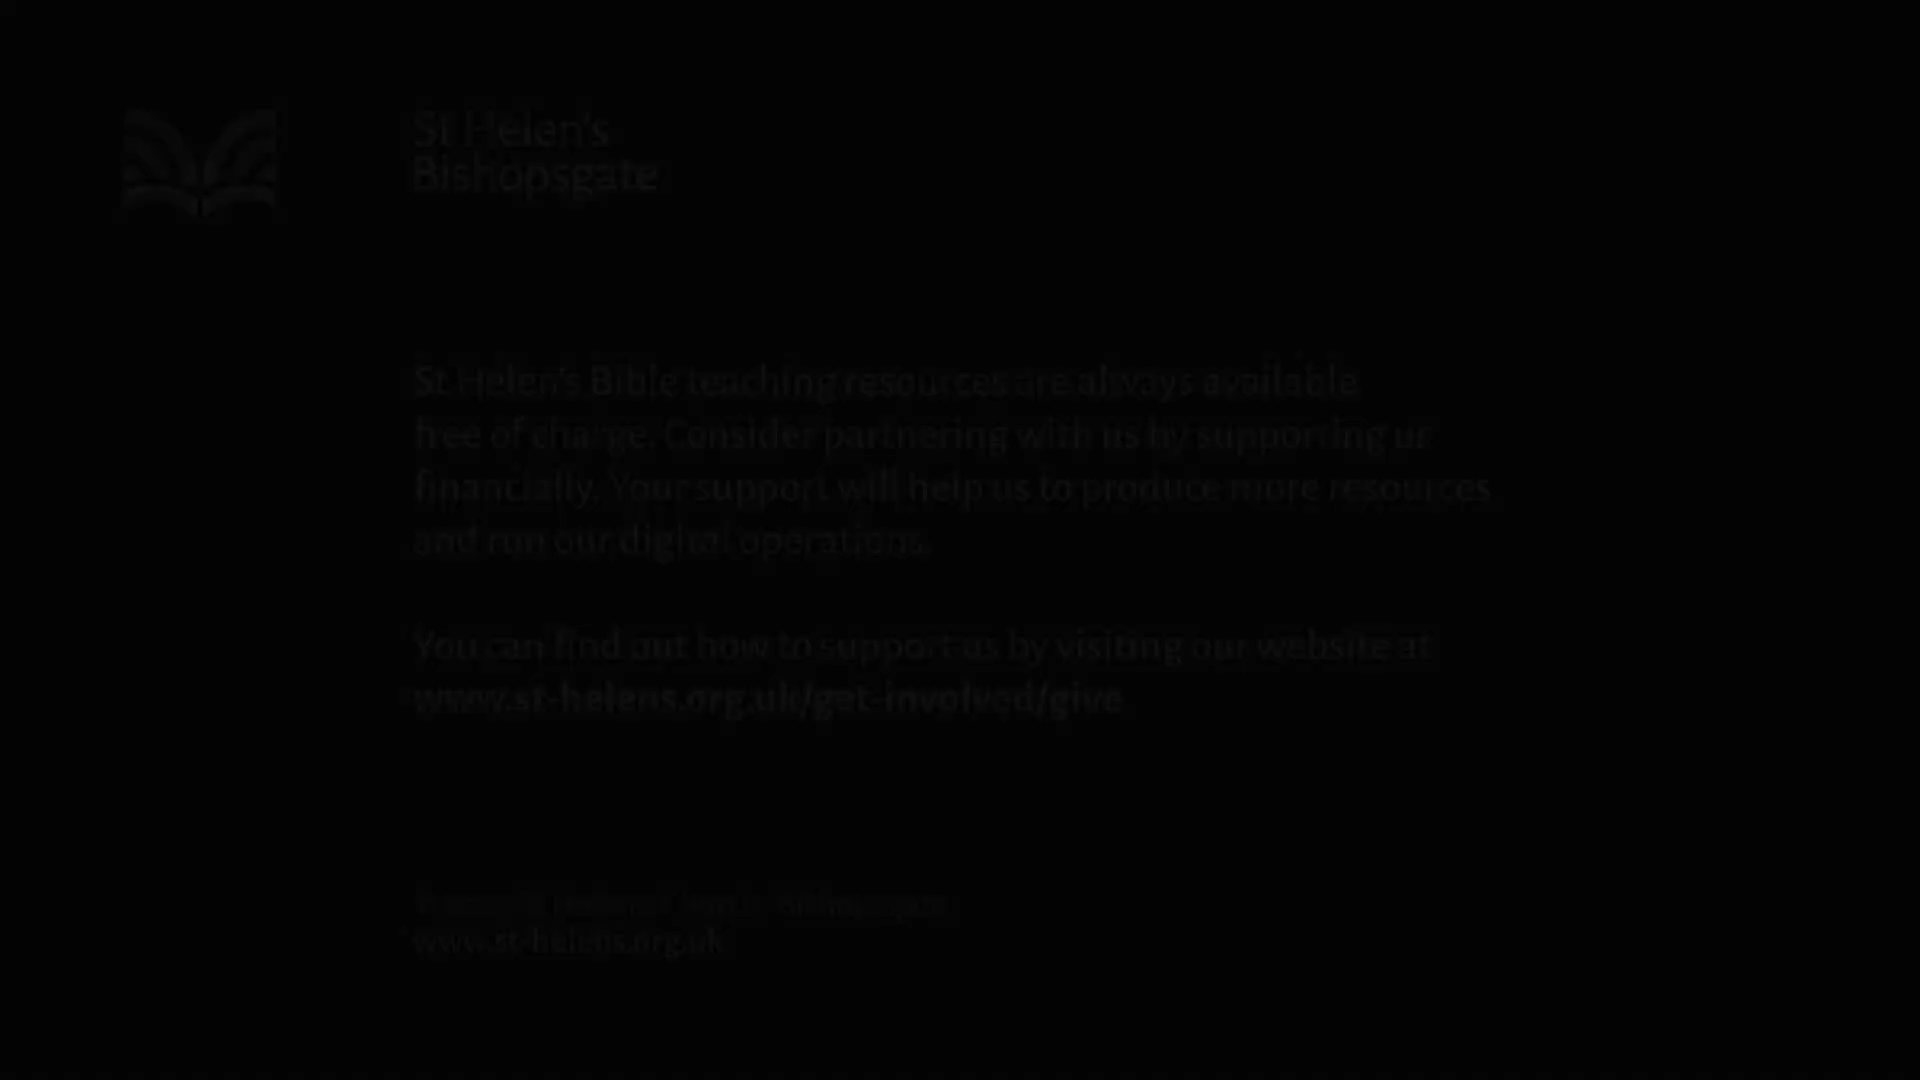 St Helen's
Bishopsgate
St Helen's Bible teaching resources are always available
free of charge. Consider partnering with us by supporting us
financially. Your support will help us to produce more resources
and run our digital operations.
You can find out how to support us by visiting our website at
www.st-helens.org.uk/get-involved/give
www.st-helens.org.uk